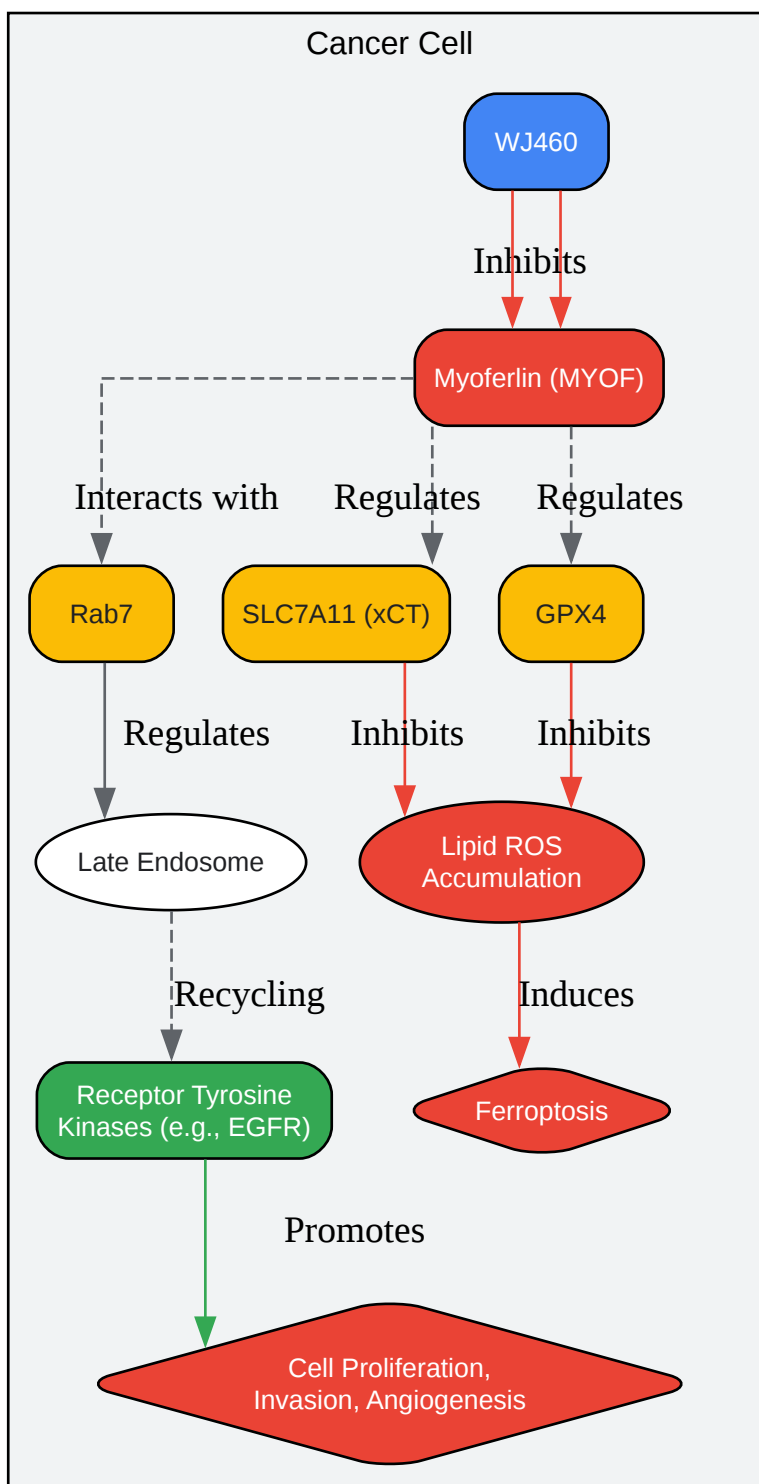 Cancer Cell
WJ460
Inhibits
Myoferlin (MYOF)
Interacts with
Regulates
Regulates
Rab7
SLC7A11 (xCT)
GPX4
Regulates
Inhibits
Inhibits
Late Endosome
Lipid ROS
Accumulation
Recycling
Induces
Receptor Tyrosine
Kinases (e.g., EGFR)
Ferroptosis
Promotes
Cell Proliferation,
Invasion, Angiogenesis